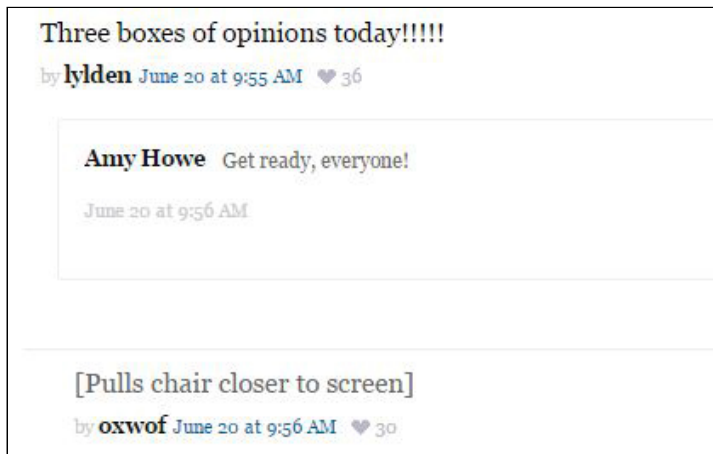 Three boxes of opinions today!!!!!
by lylden June 20 at 9:55 AM 36
Amy Howe Get ready, everyone!
June 20 at 9:56 AM
[Pulls chair closer to screen]
by oxwof June 20 at 9:56 AM 30